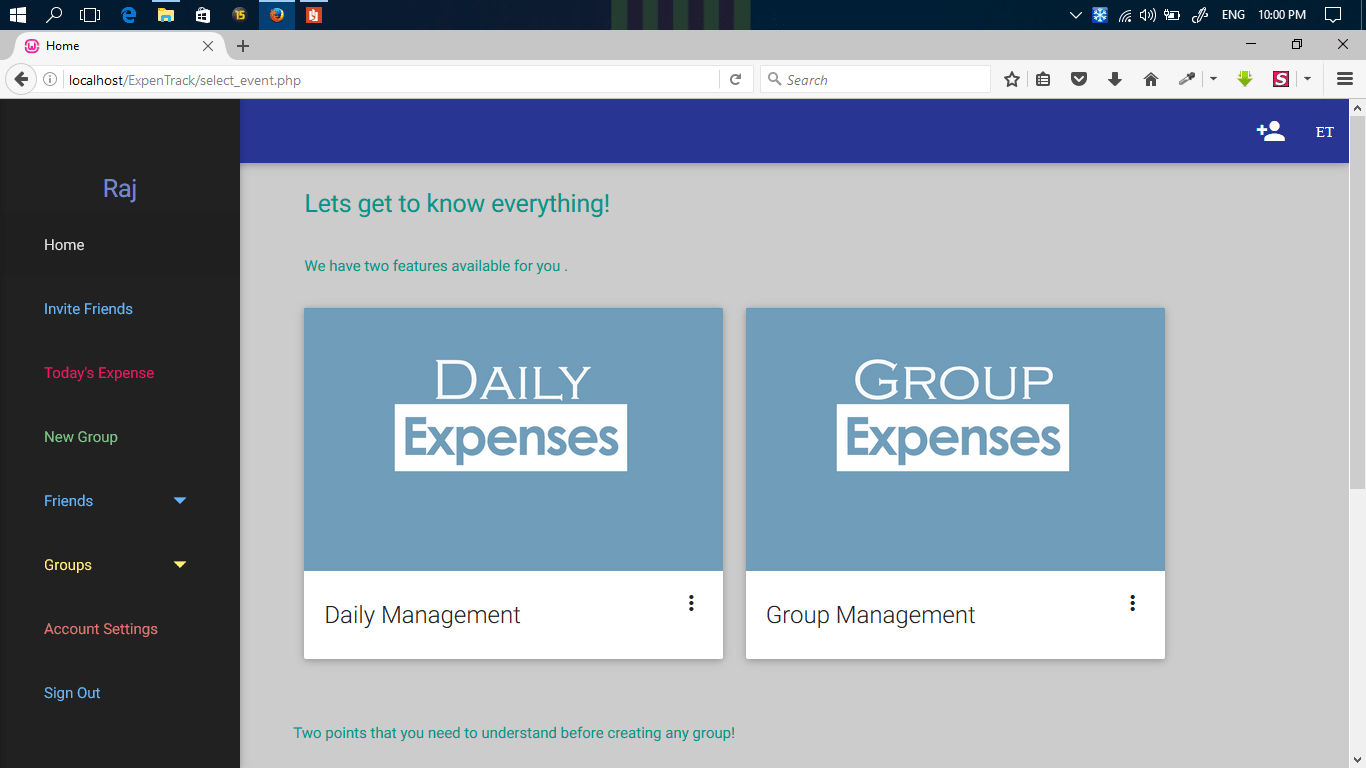 15
ENG 10:00 PM
Home
localhost/ExpenTrack/select_event.php
Search
S
ET
Raj
Home
Invite Friends
Today's Expense
New Group
Friends
Groups
Account Settings
Sign Out
Lets get to know everything!
We have two features available for you .
DAILY
Expenses
Daily Management
GROUP
Expenses
Group Management
Two points that you need to understand before creating any group!